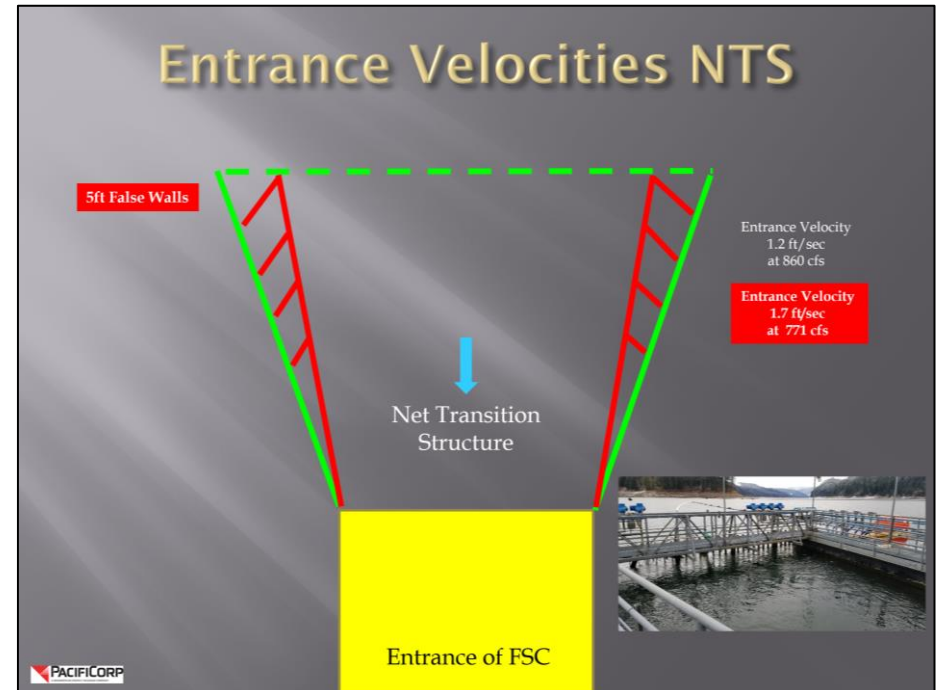 Entrance Velocities NTS
5ft False Walls
Entrance Velocity
1.2 ft/sec
at 860 cfs
Entrance Velocity
1.7 ft/sec
at 771 cfs
Net Transition
Structure
Entrance of FSC
PACIFICORP